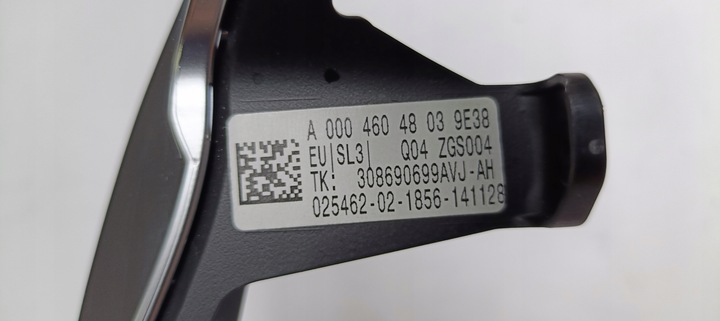 A 000 460 48 03 9E38
EU|SL3| Q04 ZGS004
TK: 308690699AVJ-AH
025462-02-1856-141128